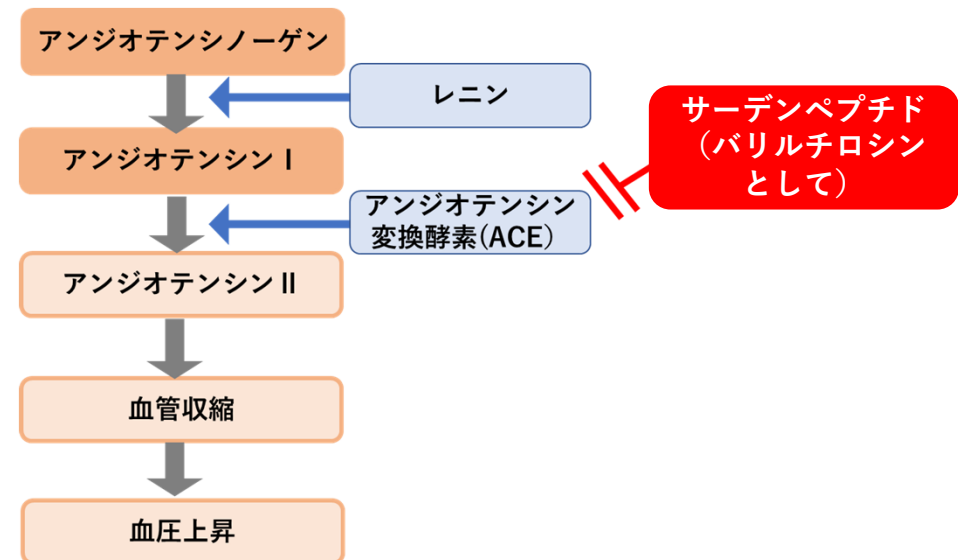 アンジオテンシノーゲン
レニン
サーデンペプチド
（バリルチロシン
として）
アンジオテンシンⅠ
アンジオテンシン
変換酵素(ACE）
アンジオテンシンⅡ
血管収縮
血圧上昇